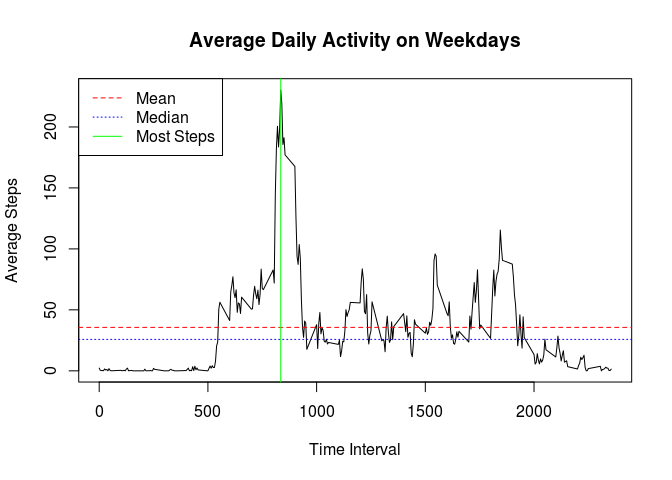 Average Daily Activity on Weekdays
Mean
Median
Most Steps
Average Steps
200
150
100
50
0
0 500 1000 1500 2000
Time Interval